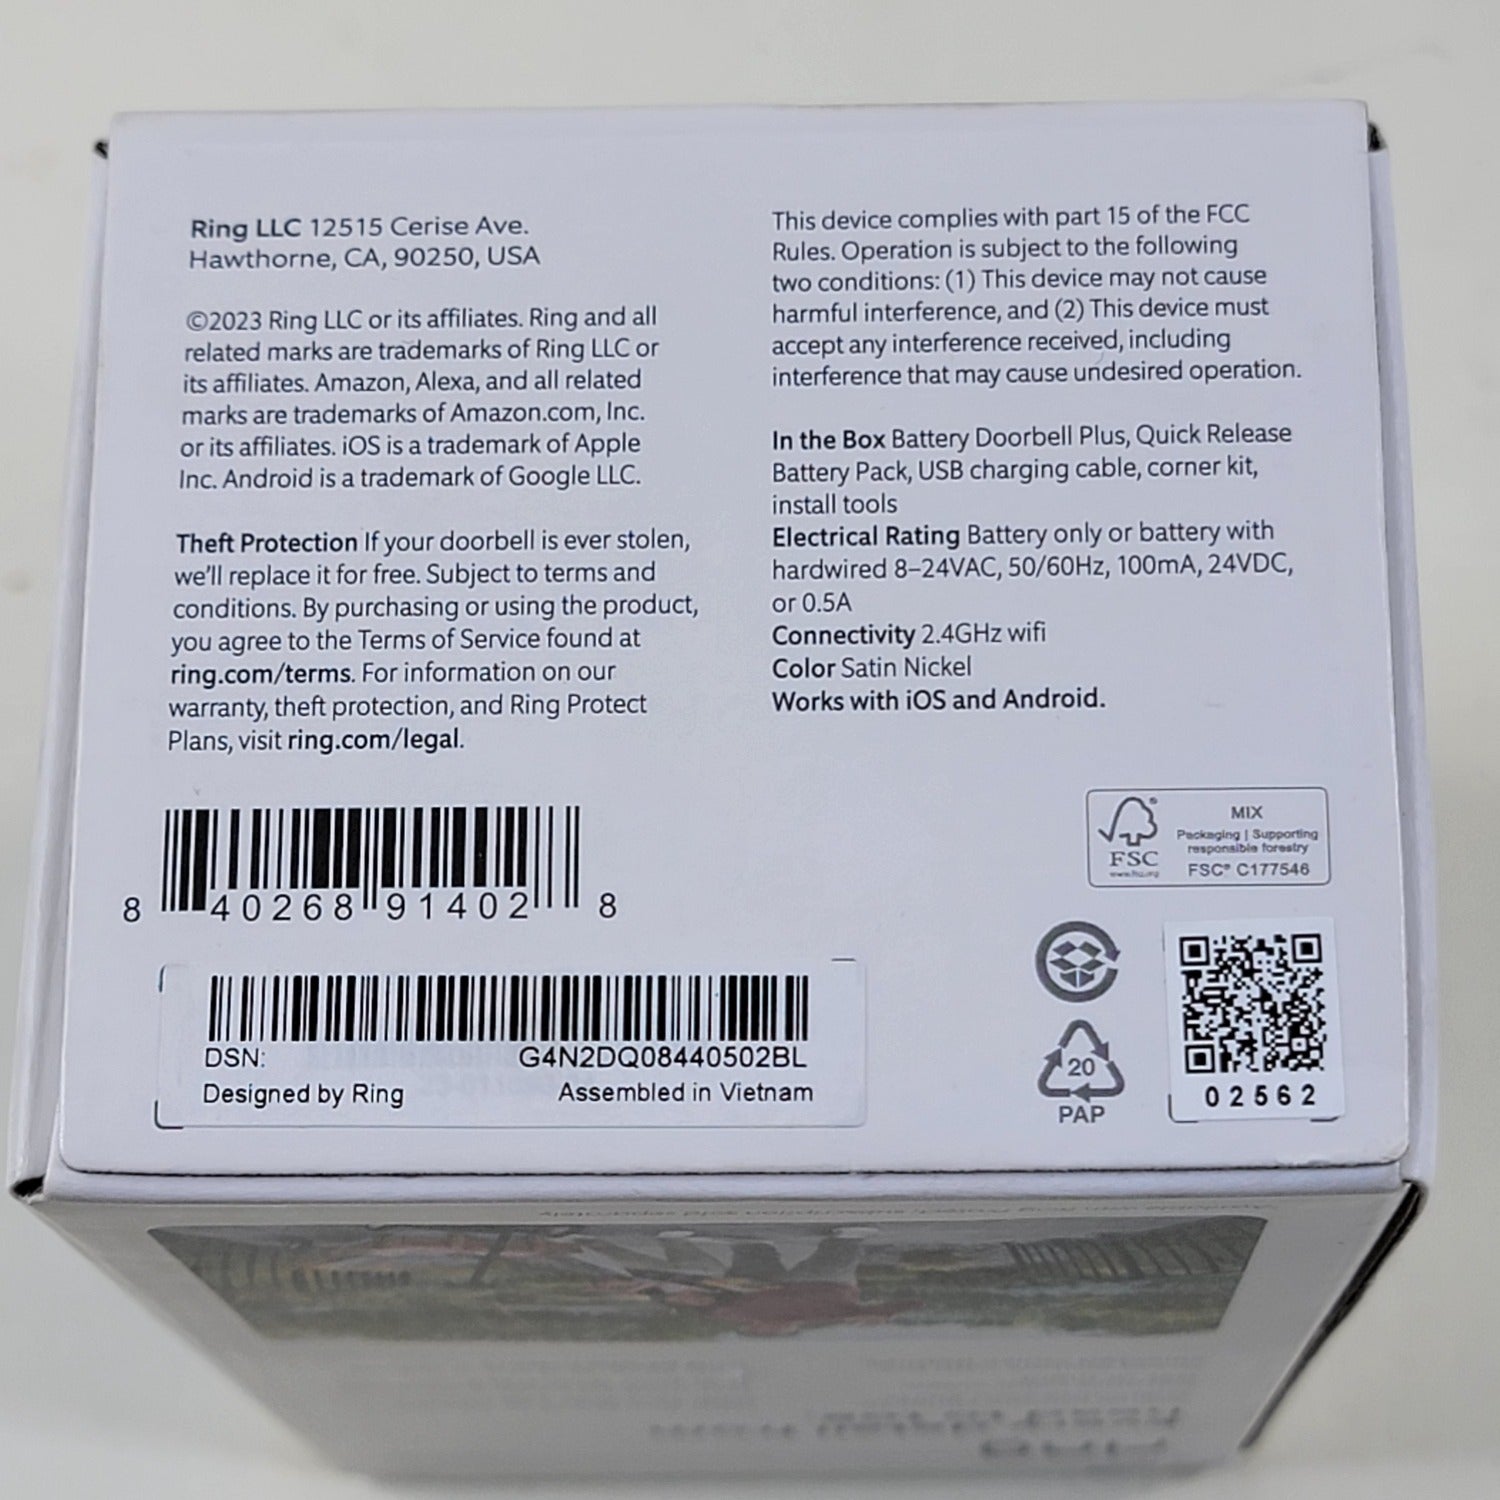 Ring LLC 12515 Cerise Ave.
Hawthorne, CA, 90250, USA
©2023 Ring LLC or its affiliates. Ring and all
related marks are trademarks of Ring LLC or
its affiliates. Amazon, Alexa, and all related
marks are trademarks of Amazon.com, Inc.
or its affiliates. iOS is a trademark of Apple
Inc. Android is a trademark of Google LLC.
Theft Protection If your doorbell is ever stolen,
we'll replace it for free. Subject to terms and
conditions. By purchasing or using the product,
you agree to the Terms of Service found at
ring.com/terms. For information on our
warranty, theft protection, and Ring Protect
Plans, visit ring.com/legal.
8 40268 91402 8
DSN: G4N2DQ08440502BL
Designed by Ring Assembled in Vietnam
This device complies with part 15 of the FCC
Rules. Operation is subject to the following
two conditions: (1) This device may not cause
harmful interference, and (2) This device must
accept any interference received, including
interference that may cause undesired operation.
In the Box Battery Doorbell Plus, Quick Release
Battery Pack, USB charging cable, corner kit,
install tools
Electrical Rating Battery only or battery with
hardwired 8–24VAC, 50/60Hz, 100mA, 24VDC,
or 0.5A
Connectivity 2.4GHz wifi
Color Satin Nickel
Works with iOS and Android.
FSC
www.fsc.org
MIX
Packaging | Supporting
responsible forestry
FSC® C177546
20
PAP
02562